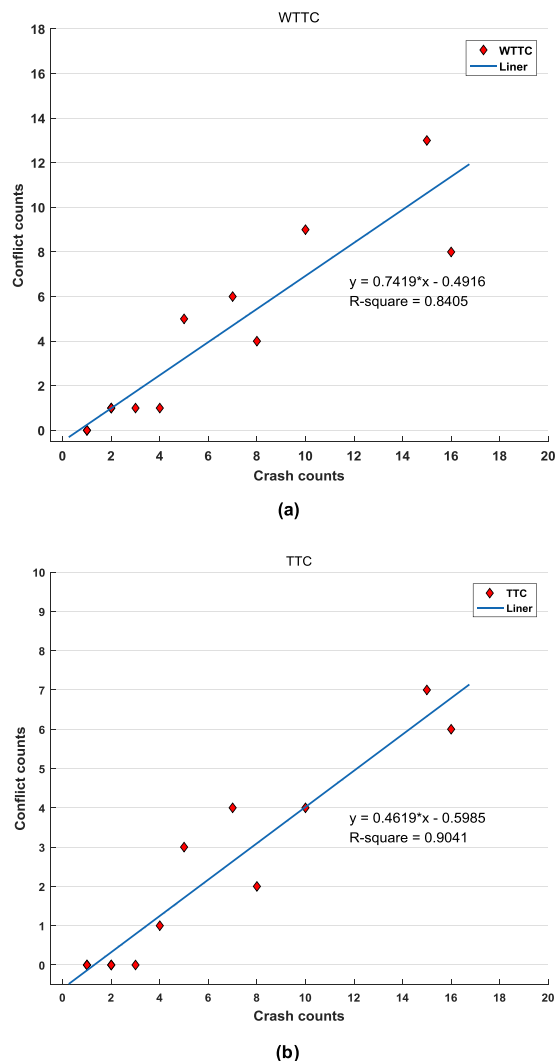 WTTC
18
16
14
12
10
8
6
4
2
0
Conflict counts
WTTC
Liner
y = 0.7419*x - 0.4916
R-square = 0.8405
0 2 4 6 8 10 12 14 16 18 20
Crash counts
(a)
TTC
10
9
8
7
6
5
4
3
2
1
0
Conflict counts
TTC
Liner
y = 0.4619*x - 0.5985
R-square = 0.9041
0 2 4 6 8 10 12 14 16 18 20
Crash counts
(b)